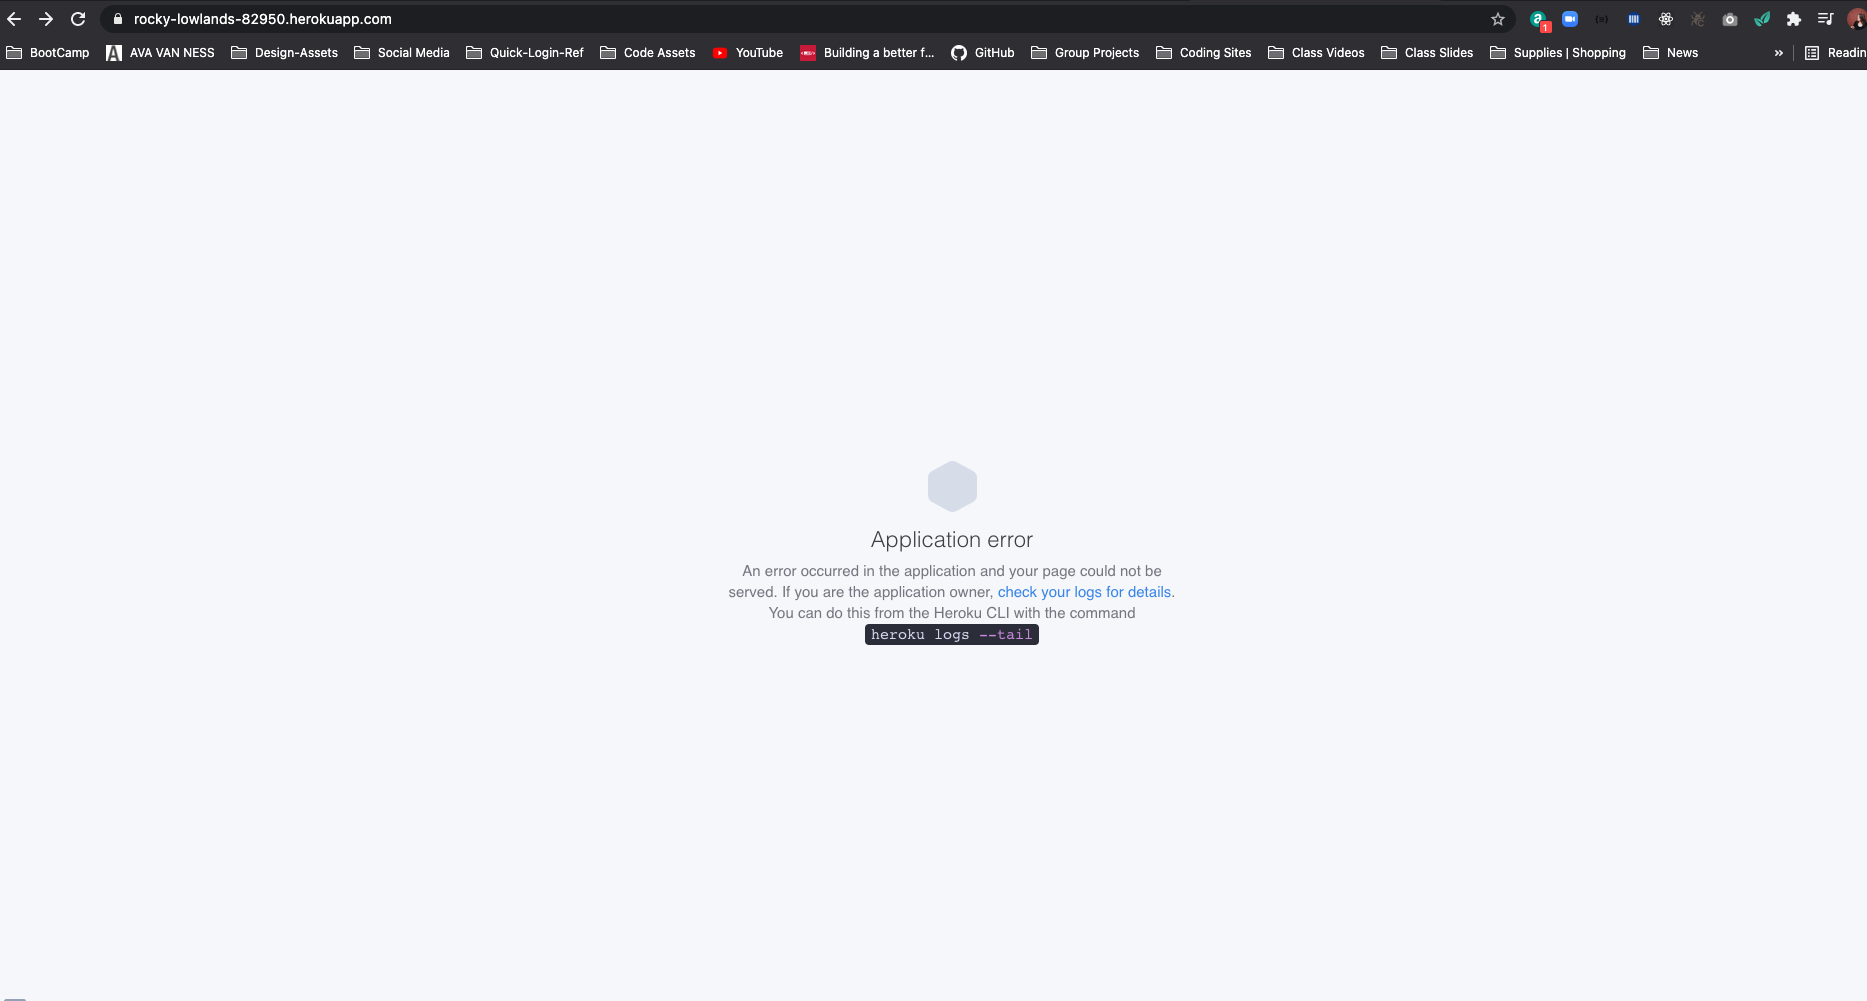 rocky-lowlands-82950.herokuapp.com
1
BootCamp AVA VAN NESS Design-Assets Social Media Quick-Login-Ref Code Assets YouTube Building a better f... GitHub Group Projects Coding Sites Class Videos Class Slides Supplies | Shopping News » Readin
Application error
An error occurred in the application and your page could not be
served. If you are the application owner, check your logs for details.
You can do this from the Heroku CLI with the command
heroku logs --tail